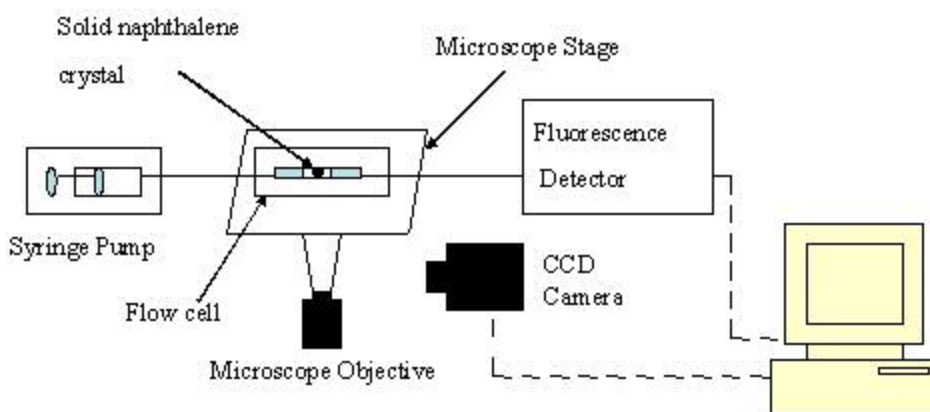 Solid naphthalene
crystal
Microscope Stage
Fluorescence
Detector
Syringe Pump
Flow cell
CCD
Camera
Microscope Objective